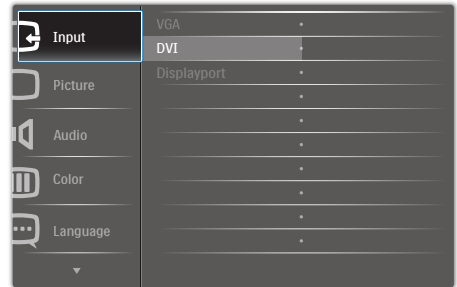 Input
Picture
Audio
Color
Language
VGA
DVI
Displayport